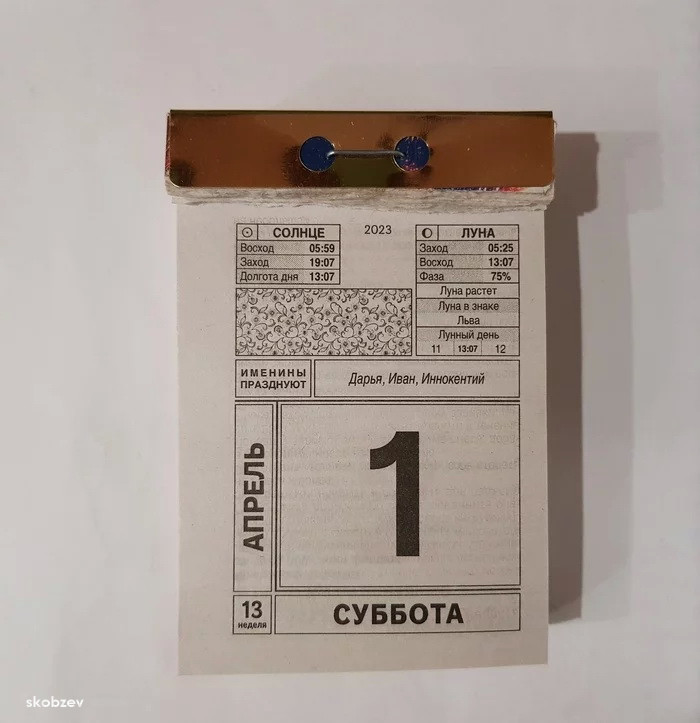 2023
СОЛНЦЕ
Восход 05:59
Заход 19:07
Долгота дня 13:07
ЛУНА
Заход 05:25
Восход 13:07
Фаза 75%
Луна растет
Луна в знаке
Льва
Лунный день
11 13:07 12
ИМЕНИНЫ
ПРАЗДНУЮТ
Дарья, Иван, Иннокентий
АПРЕЛЬ
1
13
неделя
СУББОТА
skobzev